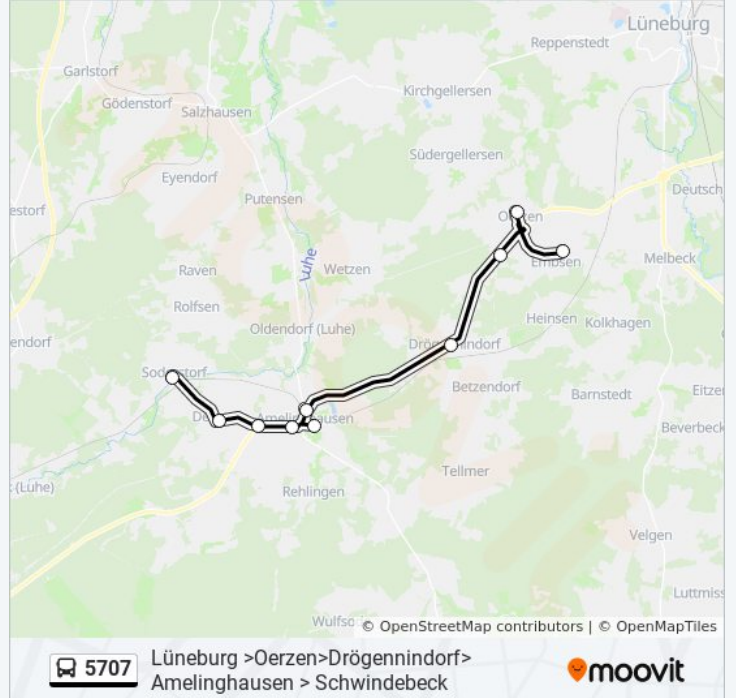 Lüneburg
Reppenstedt
Garlstorf
Kirchgellersen
Gödenstorf
Salzhausen
Südergellersen
Eyendorf
Deutsch
Putensen
estorf
Oerzen
Luhe
Embsen
Melbeck
Raven
Wetzen
Rolfsen
Heinsen
Kolkhagen
Oldendorf (Luhe)
endorf
Drögennindorf
Soderstorf
Betzendorf
Barnstedt
Eitze
De
Amelinghausen
Beverbeck
Tellmer
(Luhe)
Rehlingen
Velgen
Luttmiss
Wulfso
© OpenStreetMap contributors | © OpenMapTiles
5707
Lüneburg >Oerzen>Drögennindorf>
Amelinghausen > Schwindebeck
moovit